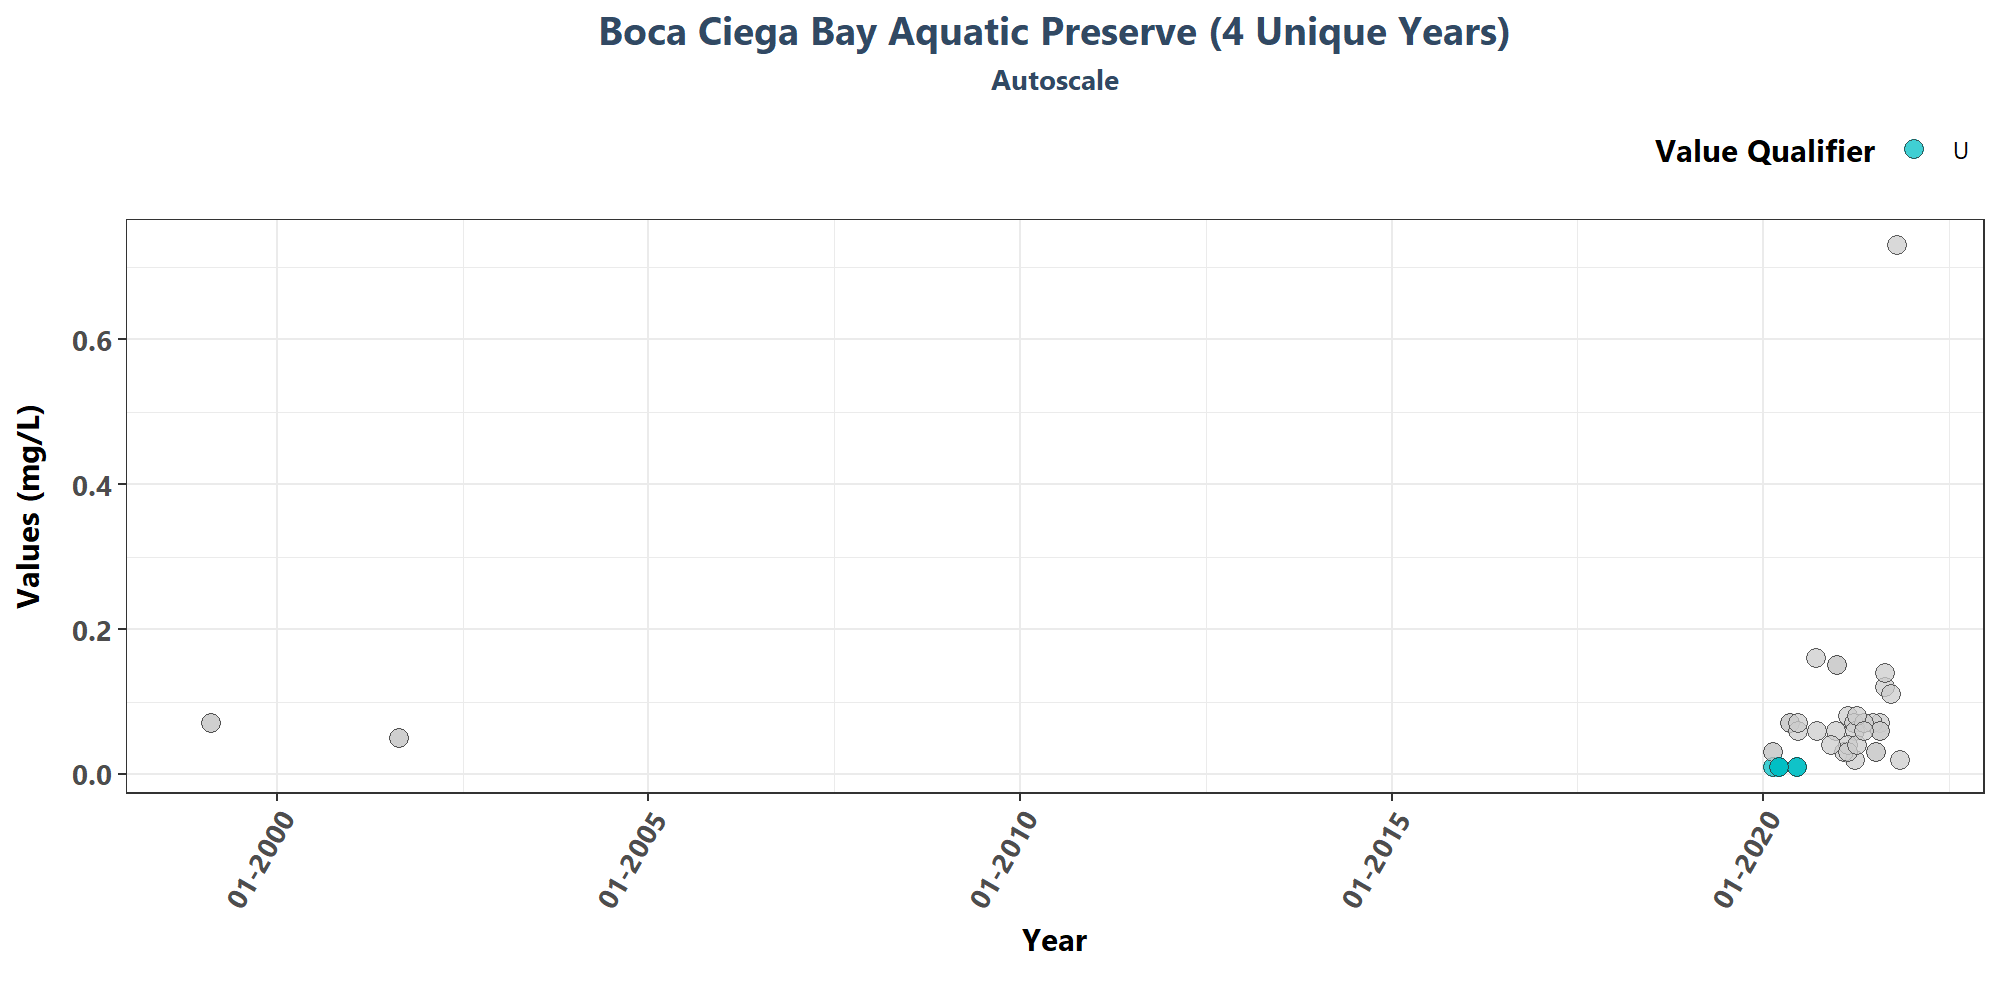 Boca Ciega Bay Aquatic Preserve (4 Unique Years)
Autoscale
Value Qualifier U
Values (mg/L)
0.6
0.4
0.2
0.0
01-2000 01-2005 01-2010 01-2015 01-2020
Year